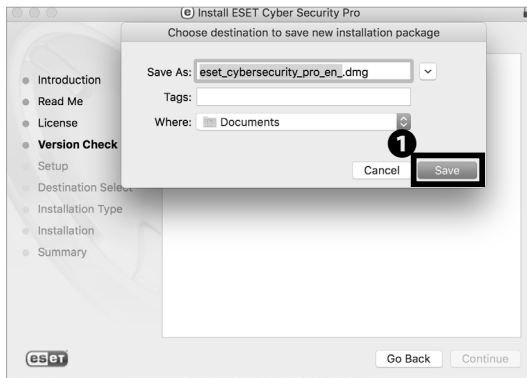 Install ESET Cyber Security Pro
Choose destination to save new installation package
Save As: eset_cybersecurity_pro_en_.dmg
Tags:
Where: Documents
1
Cancel Save
Introduction
Read Me
License
Version Check
Setup
Destination Select
Installation Type
Installation
Summary
eset
Go Back Continue